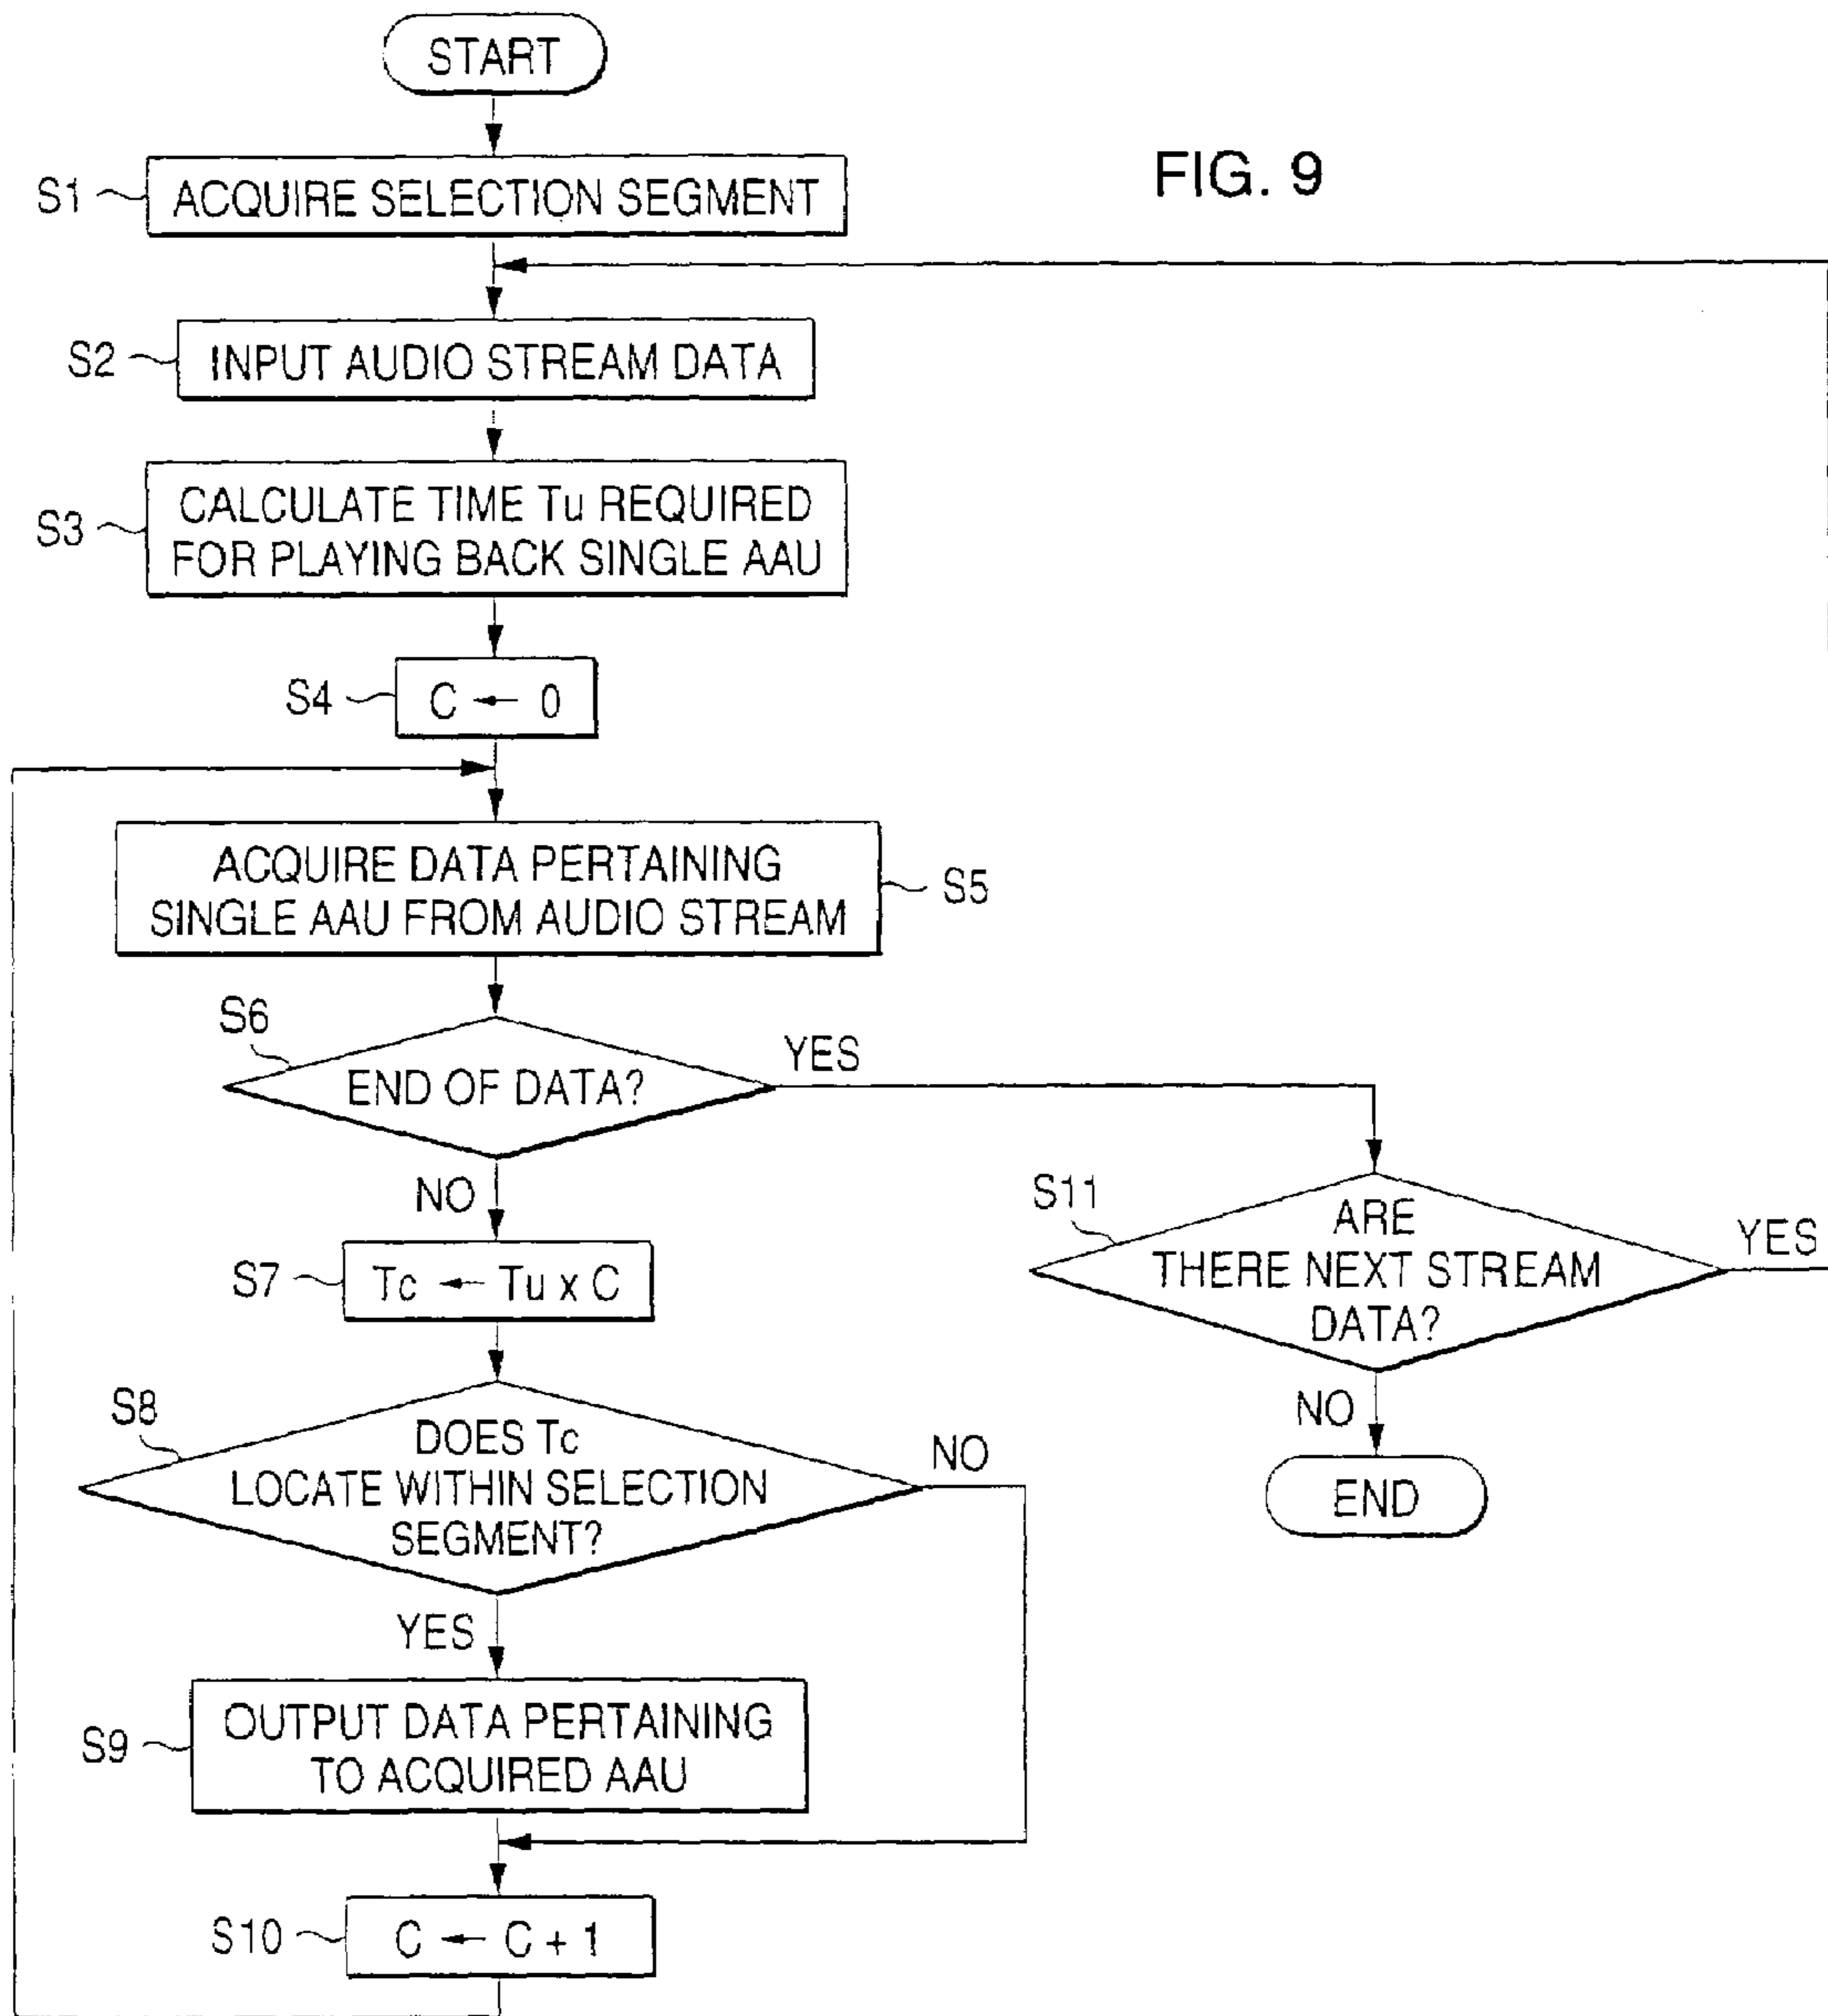 START
FIG. 9
S1
ACQUIRE SELECTION SEGMENT
S2
INPUT AUDIO STREAM DATA
S3
CALCULATE TIME Tu REQUIRED
FOR PLAYING BACK SINGLE AAU
S4
C ← 0
ACQUIRE DATA PERTAINING
SINGLE AAU FROM AUDIO STREAM
S5
S6
END OF DATA?
YES
NO
S11
ARE
THERE NEXT STREAM
DATA?
YES
NO
END
S7
Tc ← Tu x C
S8
DOES Tc
LOCATE WITHIN SELECTION
SEGMENT?
NO
YES
S9
OUTPUT DATA PERTAINING
TO ACQUIRED AAU
S10
C ← C + 1